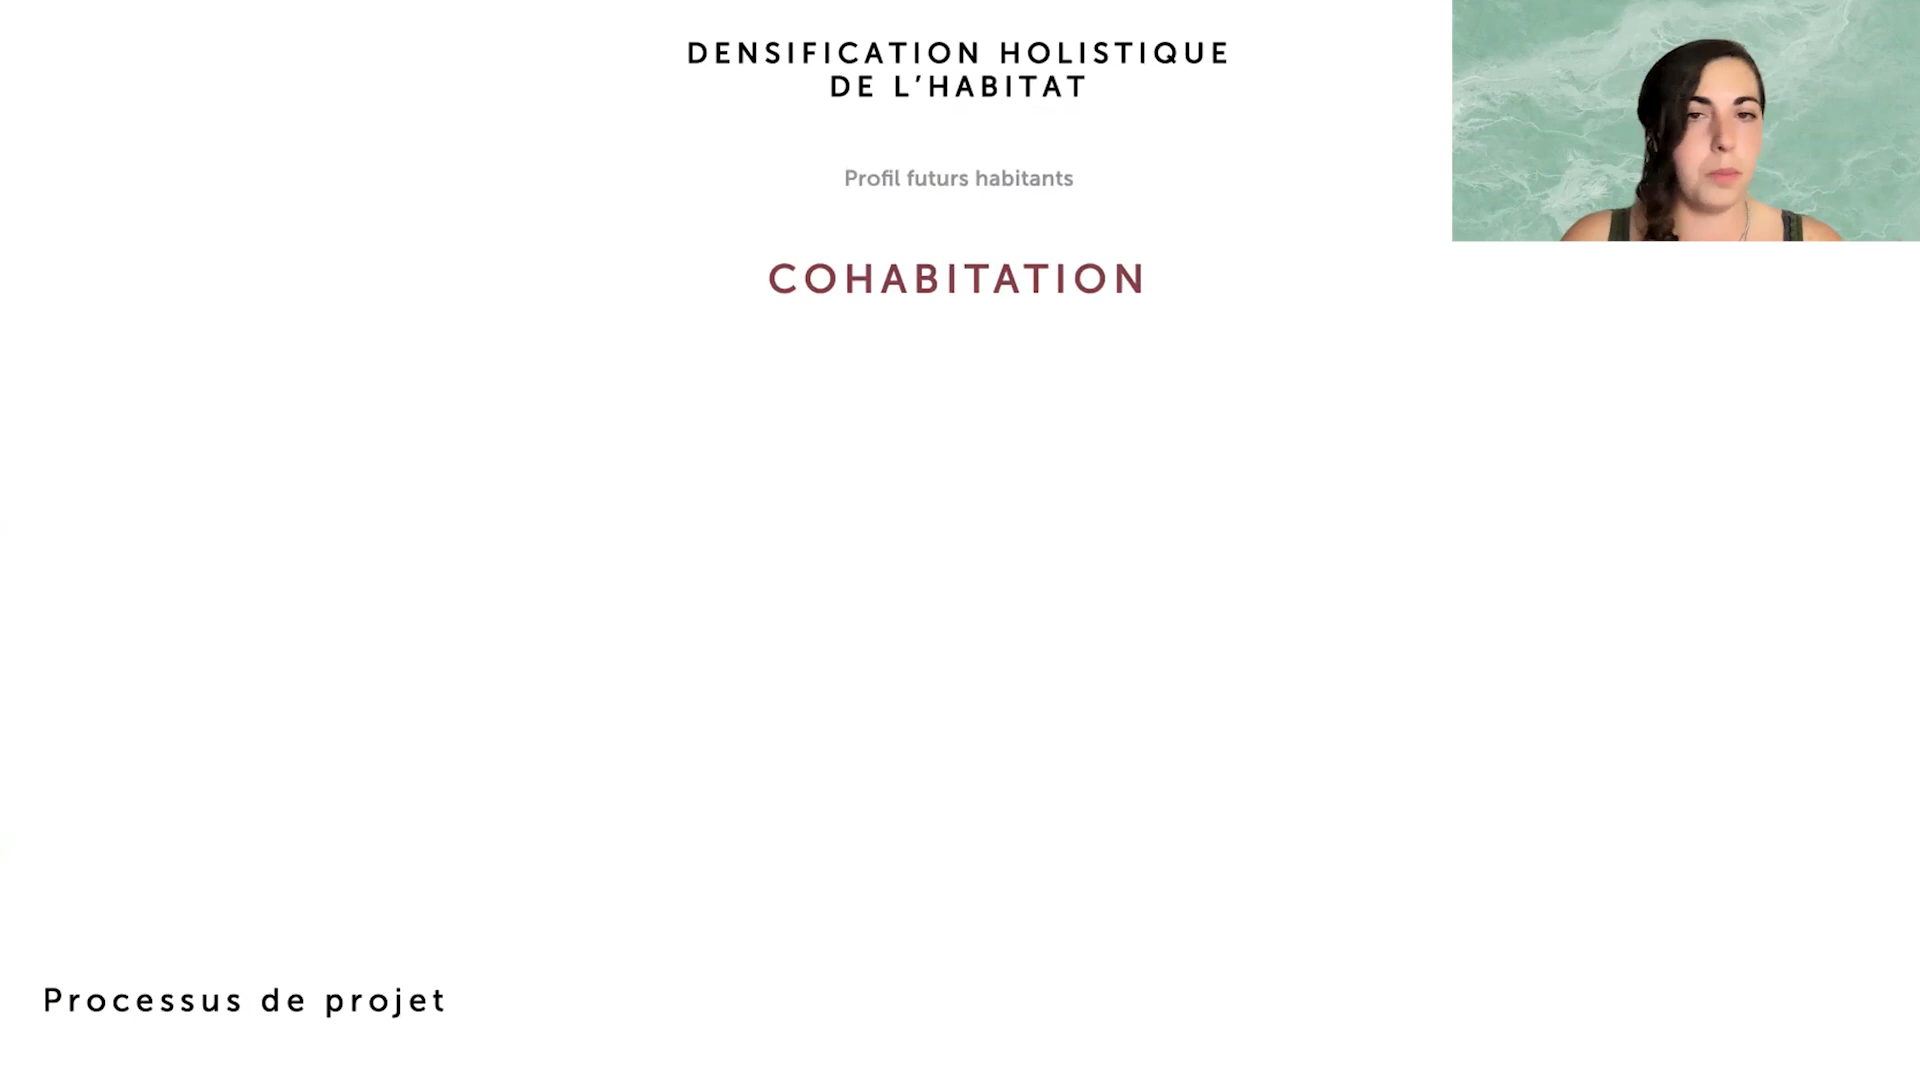 DENSIFICATION HOLISTIQUE
DE L’HABITAT
Profil futurs habitants
COHABITATION
Processus de projet